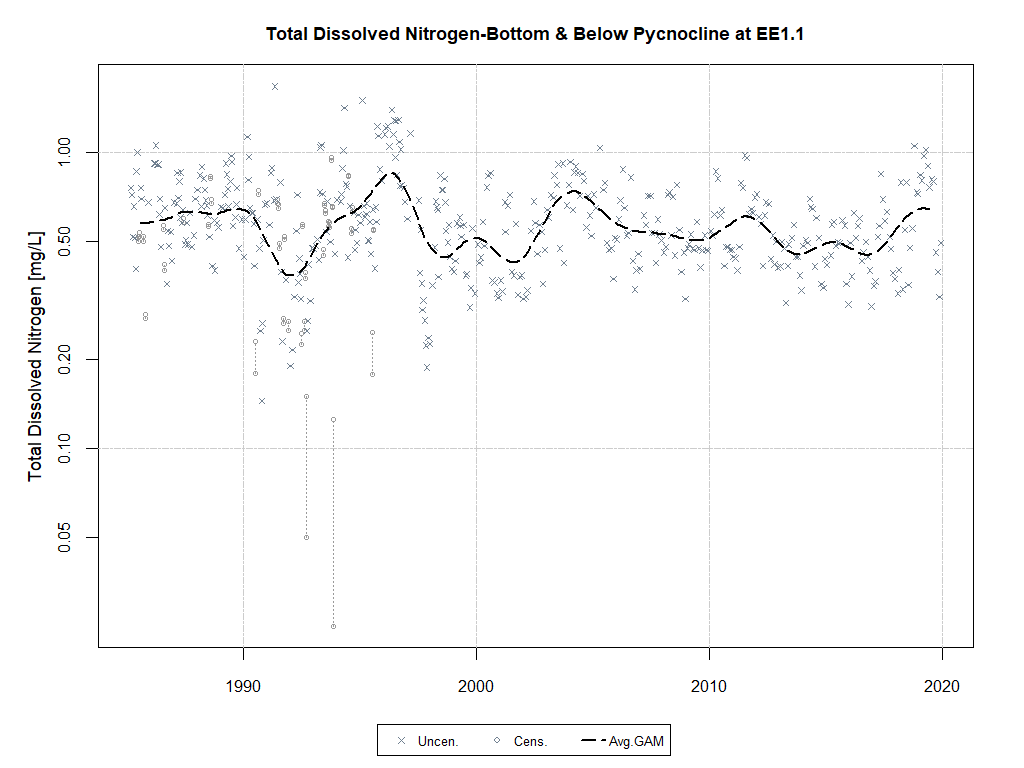 Total Dissolved Nitrogen-Bottom & Below Pycnocline at EE1.1
Total Dissolved Nitrogen [mg/L]
1.00
0.50
0.20
0.10
0.05
1990 2000 2010 2020
Uncen. Cens. Avg.GAM